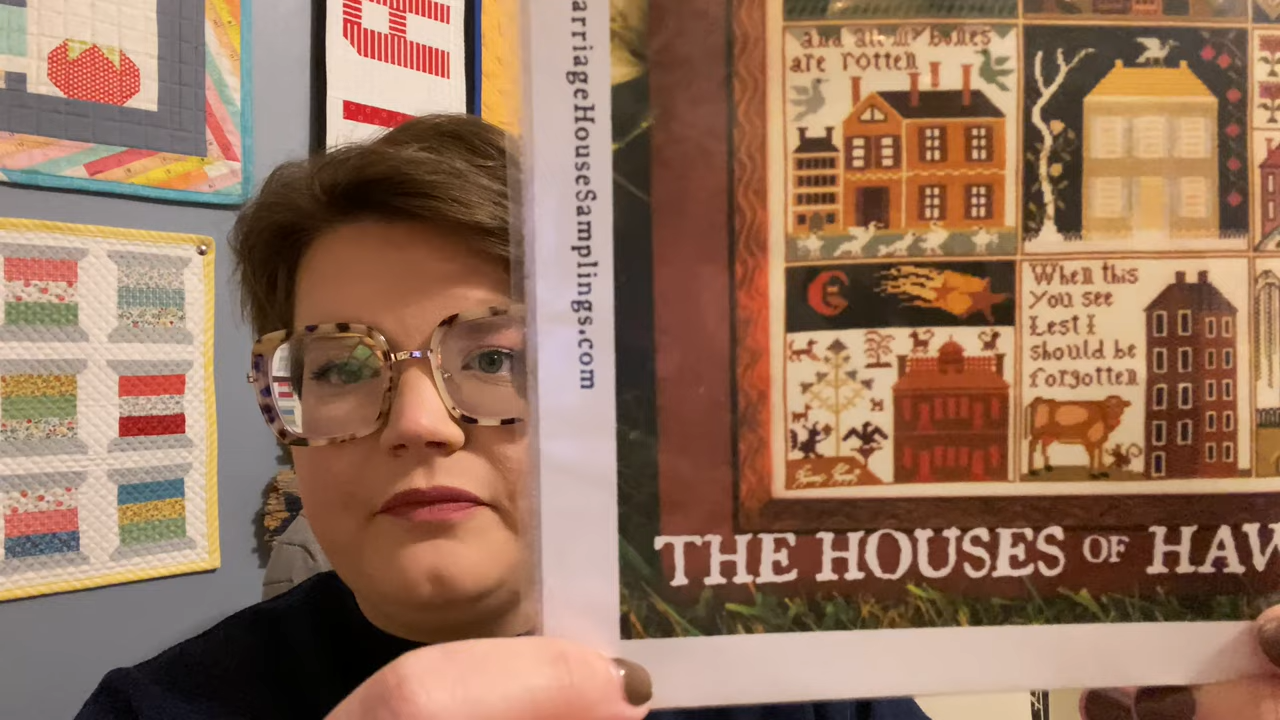 arriageHouseSamplings.com
and all my bones
are rotten
When this
you see
Lest I
should be
forgotten
THE HOUSES OF HAW